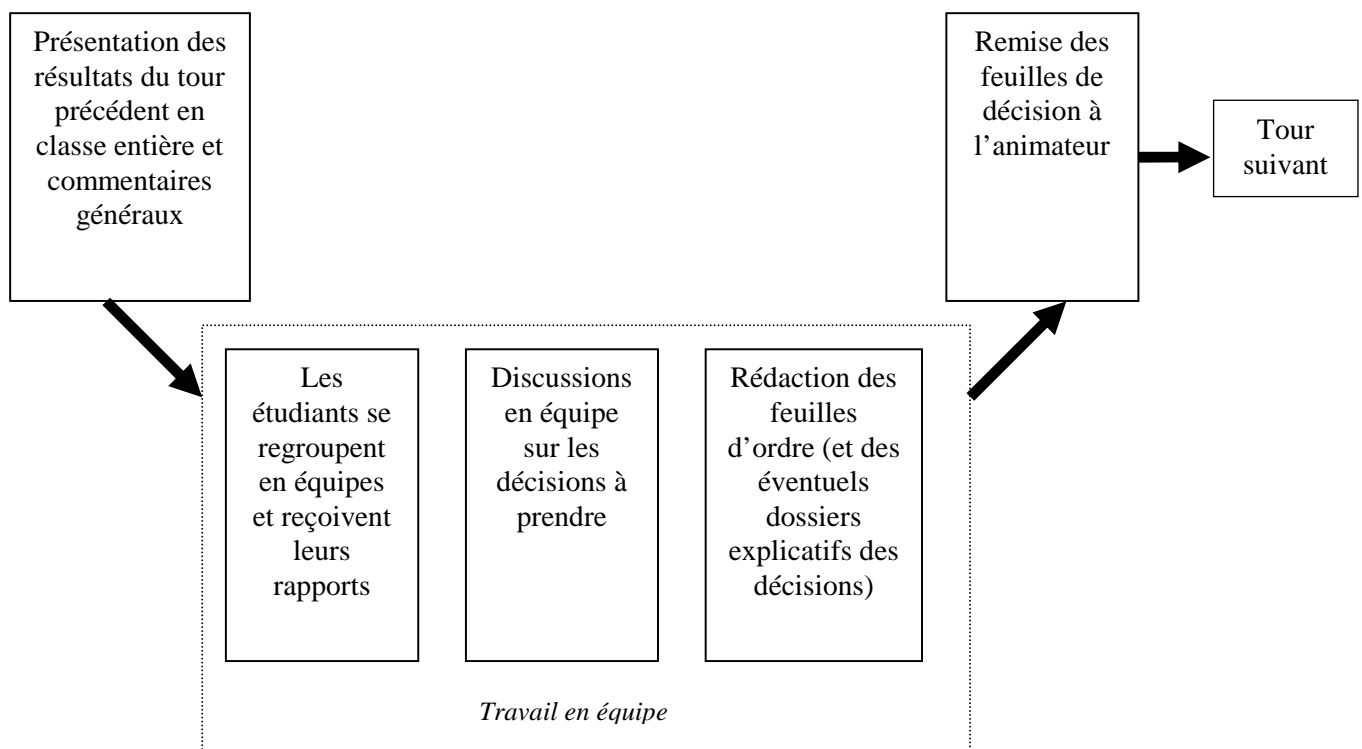 Présentation des
résultats du tour
précédent en
classe entière et
commentaires
généraux
Les
étudiants se
regroupent
en équipes
et reçoivent
leurs
rapports
Discussions
en équipe
sur les
décisions à
prendre
Rédaction des
feuilles
d’ordre (et des
éventuels
dossiers
explicatifs des
décisions)
Travail en équipe
Remise des
feuilles de
décision à
l’animateur
Tour
suivant